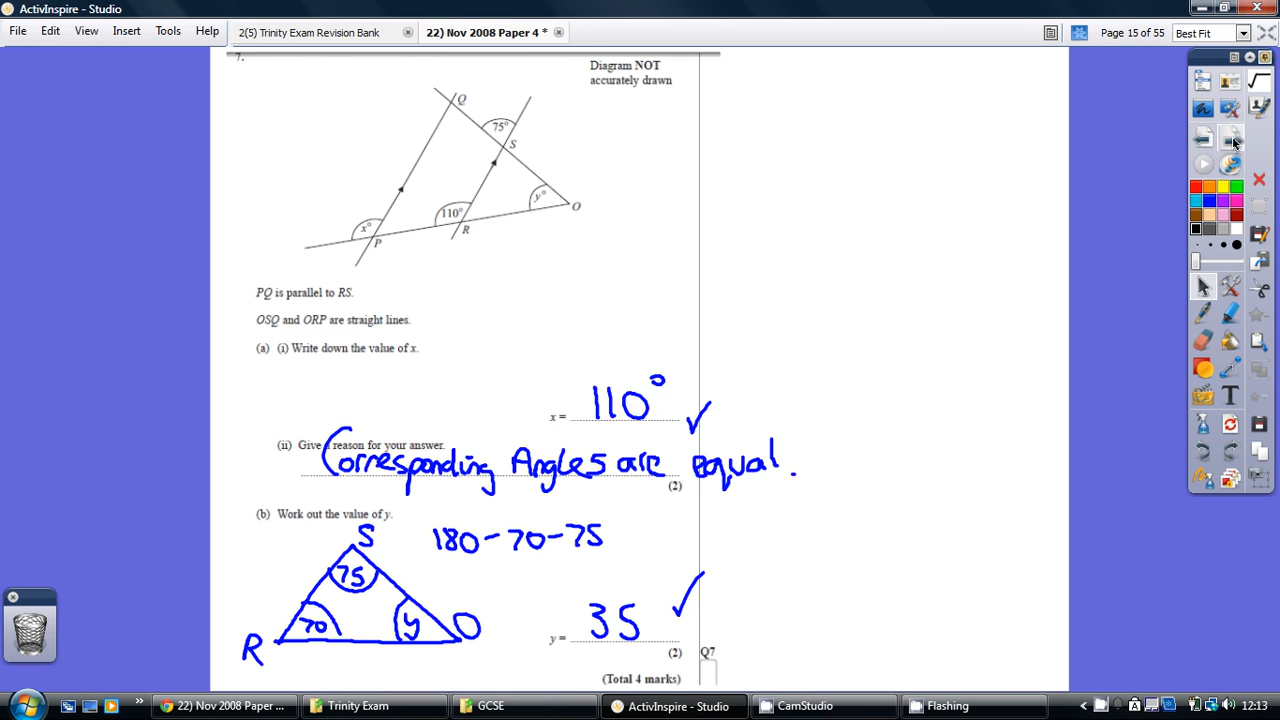 ActivInspire - Studio
File Edit View Insert Tools Help
2(5) Trinity Exam Revision Bank
22) Nov 2008 Paper 4 *
Page 15 of 55
Best Fit
7.
Diagram NOT
accurately drawn
Q
75°
S
y°
O
110°
R
x°
P
PQ is parallel to RS.
OSQ and ORP are straight lines.
(a) (i) Write down the value of x.
x = 110°
(ii) Give a reason for your answer.
Corresponding Angles are equal.
(2)
(b) Work out the value of y.
180-70-75
S
75
70
y
R
O
y = 35
(2)
Q7
(Total 4 marks)
22) Nov 2008 Paper ...
Trinity Exam
GCSE
ActivInspire - Studio
CamStudio
Flashing
12:13